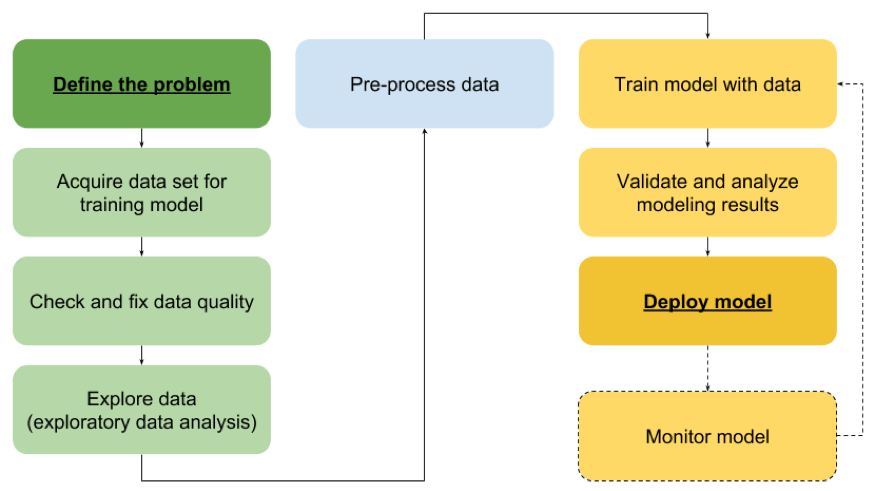 Define the problem
Acquire data set for
training model
Check and fix data quality
Explore data
(exploratory data analysis)
Pre-process data
Train model with data
Validate and analyze
modeling results
Deploy model
Monitor model